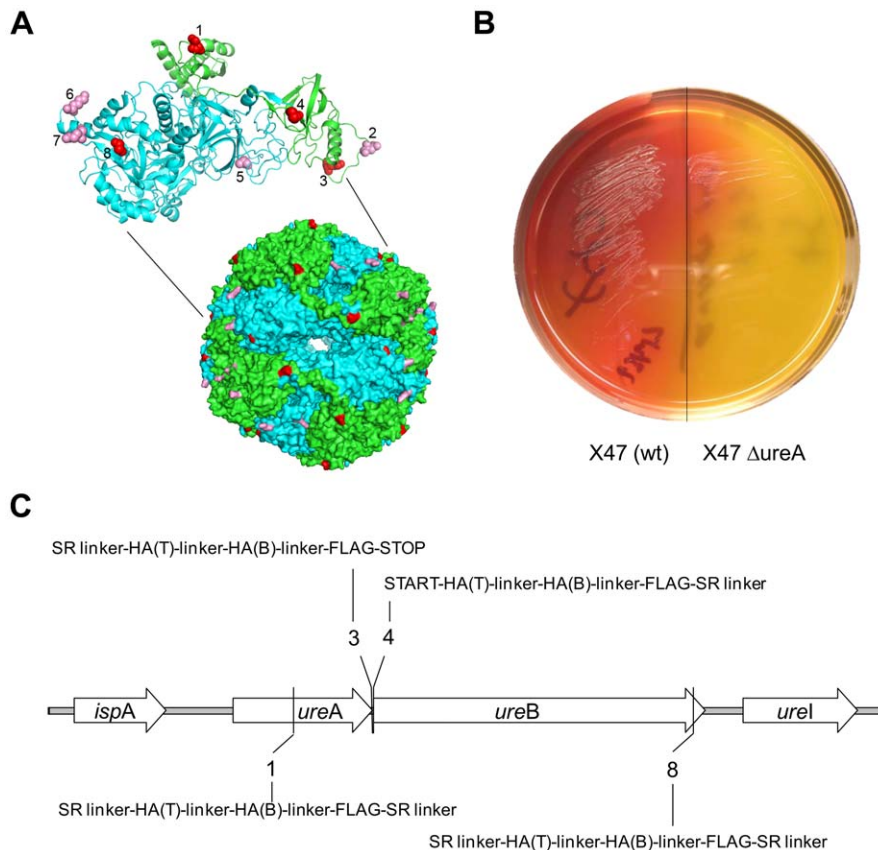 A
B
1
6
4
2
7
8
5
3
X47 (wt) X47 ΔureA
C
SR linker-HA(T)-linker-HA(B)-linker-FLAG-STOP
START-HA(T)-linker-HA(B)-linker-FLAG-SR linker
3 4
ispA ureA ureB ureI
1 8
SR linker-HA(T)-linker-HA(B)-linker-FLAG-SR linker
SR linker-HA(T)-linker-HA(B)-linker-FLAG-SR linker